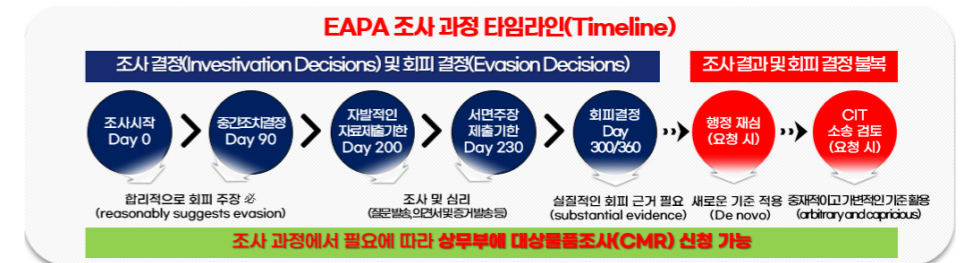 EAPA 조사 과정 타임라인(Timeline)
조사 결정(Investivation Decisions) 및 회피 결정(Evasion Decisions)
조사 결과 및 회피 결정 불복
조사시작
Day 0
중간조치결정
Day 90
자발적인
자료제출기한
Day 200
서면주장
제출기한
Day 230
회피결정
Day
300/360
행정 재심
(요청 시)
CIT
소송 검토
(요청 시)
합리적으로 회피 주장
(reasonably suggests evasion)
조사 및 심리
(질문발송,의견서 및 증거발송 등)
실질적인 회피 근거 필요
(substantial evidence)
새로운 기준 적용
(De novo)
중재적이고 가변적인 기준 활용
(arbitrary and capricious)
조사 과정에서 필요에 따라 상무부에 대상물품조사(CMR) 신청 가능